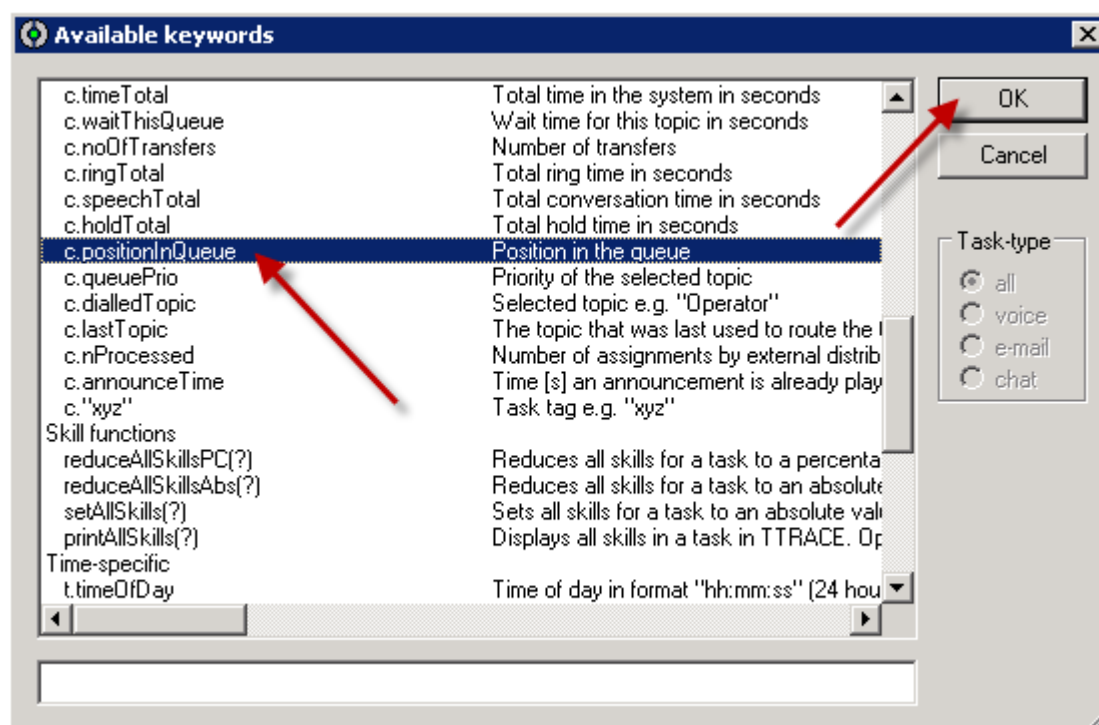 Available keywords
c.timeTotal Total time in the system in seconds
c.waitThisQueue Wait time for this topic in seconds
c.noOfTransfers Number of transfers
c.ringTotal Total ring time in seconds
c.speechTotal Total conversation time in seconds
c.holdTotal Total hold time in seconds
c.positionInQueue Position in the queue
c.queuePrio Priority of the selected topic
c.dialledTopic Selected topic e.g. "Operator"
c.lastTopic The topic that was last used to route the
c.nProcessed Number of assignments by external distrib
c.announceTime Time [s] an announcement is already play
c."xyz" Task tag e.g. "xyz"
Skill functions
reduceAllSkillsPC(?) Reduces all skills for a task to a percenta
reduceAllSkillsAbs(?) Reduces all skills for a task to an absolute
setAllSkills(?) Sets all skills for a task to an absolute val
printAllSkills(?) Displays all skills in a task in TTRACE. Op
Time-specific
t.timeOfDay Time of day in format "hh:mm:ss" (24 hou
OK
Cancel
Task-type
all
voice
e-mail
chat